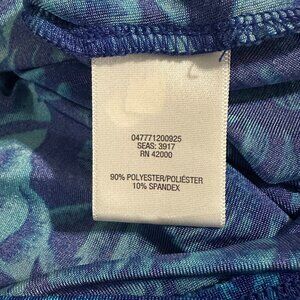 047771200925
SEAS: 3917
RN 42000
90% POLYESTER/POLIÉSTER
10% SPANDEX